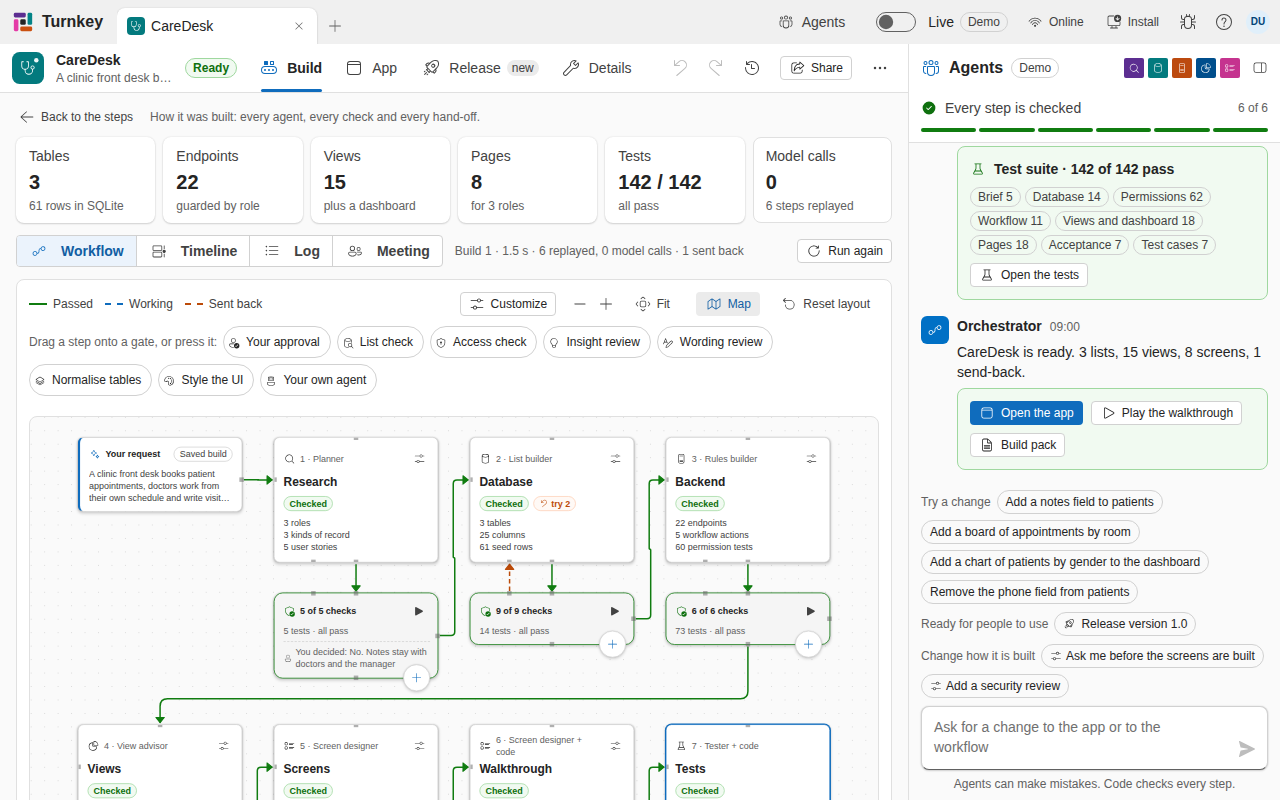 Turnkey
CareDesk
Agents
Live
Demo
Online
Install
DU
CareDesk
A clinic front desk b...
Ready
Build
App
Release new
Details
Share
Agents
Demo
Back to the steps
How it was built: every agent, every check and every hand-off.
Every step is checked
6 of 6
Tables
3
61 rows in SQLite
Endpoints
22
guarded by role
Views
15
plus a dashboard
Pages
8
for 3 roles
Tests
142 / 142
all pass
Model calls
0
6 steps replayed
Workflow
Timeline
Log
Meeting
Build 1 · 1.5 s · 6 replayed, 0 model calls · 1 sent back
Run again
Passed
Working
Sent back
Customize
Fit
Map
Reset layout
Drag a step onto a gate, or press it:
Your approval
List check
Access check
Insight review
Wording review
Normalise tables
Style the UI
Your own agent
Your request
Saved build
A clinic front desk books patient
appointments, doctors work from
their own schedule and write visit...
1 · Planner
Research
Checked
3 roles
3 kinds of record
5 user stories
2 · List builder
Database
Checked
try 2
3 tables
25 columns
61 seed rows
3 · Rules builder
Backend
Checked
22 endpoints
5 workflow actions
60 permission tests
5 of 5 checks
5 tests · all pass
You decided: No. Notes stay with
doctors and the manager
9 of 9 checks
14 tests · all pass
6 of 6 checks
73 tests · all pass
4 · View advisor
Views
Checked
5 · Screen designer
Screens
Checked
6 · Screen designer +
code
Walkthrough
Checked
7 · Tester + code
Tests
Checked
Test suite · 142 of 142 pass
Brief 5
Database 14
Permissions 62
Workflow 11
Views and dashboard 18
Pages 18
Acceptance 7
Test cases 7
Open the tests
Orchestrator 09:00
CareDesk is ready. 3 lists, 15 views, 8 screens, 1
send-back.
Open the app
Play the walkthrough
Build pack
Try a change
Add a notes field to patients
Add a board of appointments by room
Add a chart of patients by gender to the dashboard
Remove the phone field from patients
Ready for people to use
Release version 1.0
Change how it is built
Ask me before the screens are built
Add a security review
Ask for a change to the app or to the
workflow
Agents can make mistakes. Code checks every step.